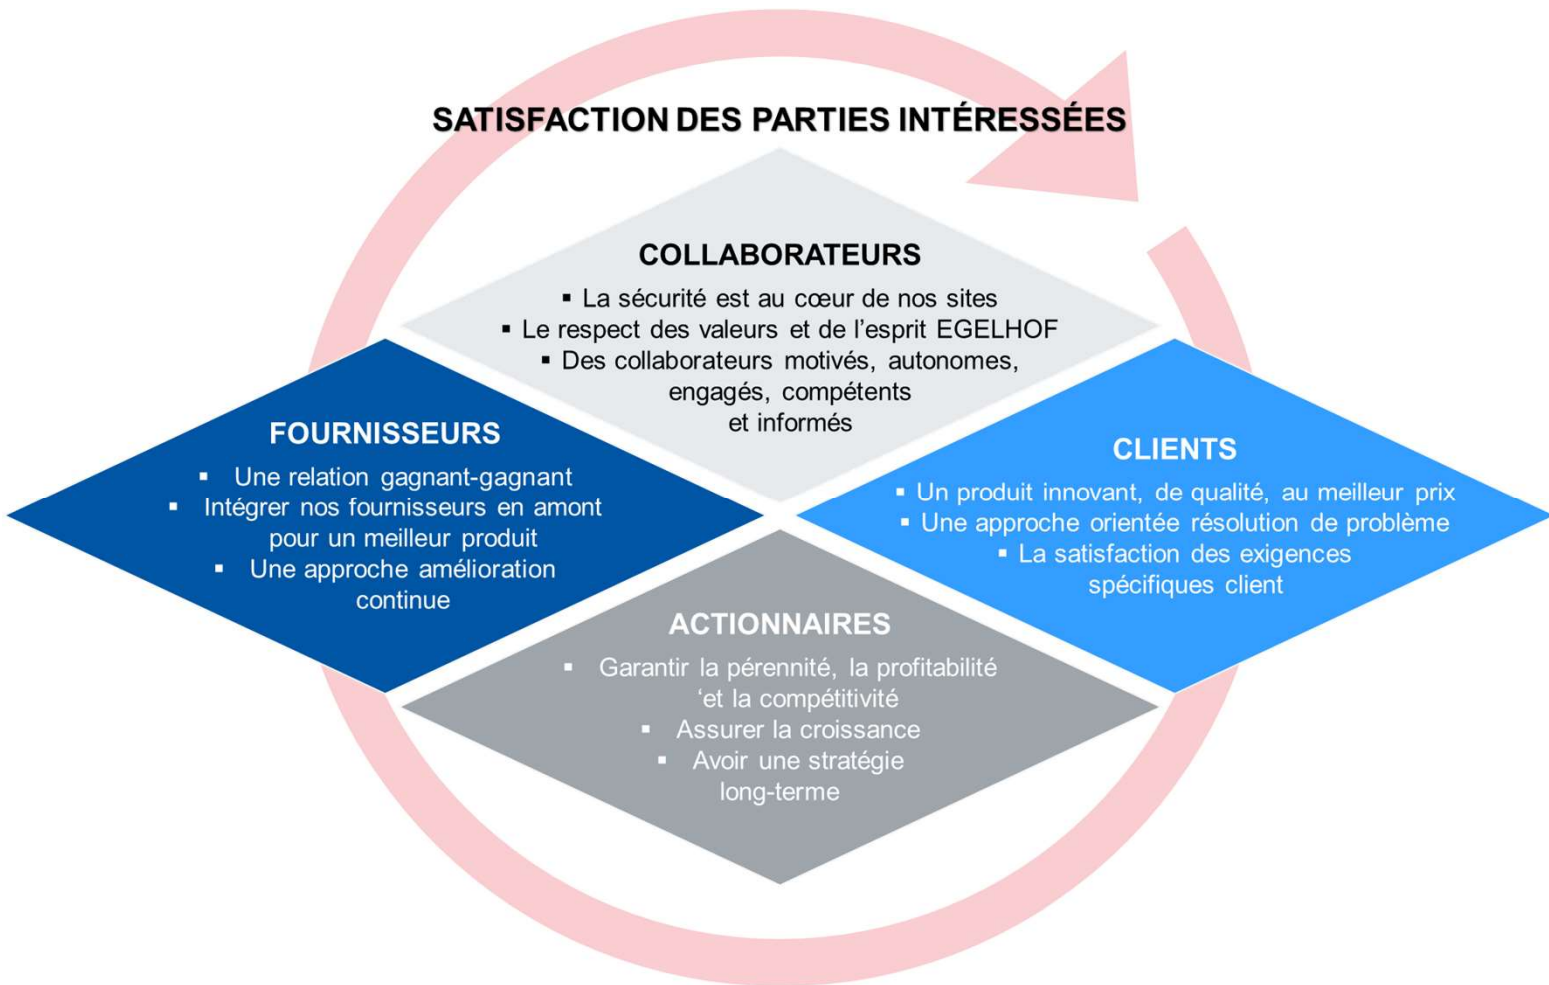 SATISFACTION DES PARTIES INTÉRESSÉES
COLLABORATEURS
▪ La sécurité est au cœur de nos sites
▪ Le respect des valeurs et de l’esprit EGELHOF
▪ Des collaborateurs motivés, autonomes,
engagés, compétents
et informés
FOURNISSEURS
▪ Une relation gagnant-gagnant
▪ Intégrer nos fournisseurs en amont
pour un meilleur produit
▪ Une approche amélioration
continue
CLIENTS
▪ Un produit innovant, de qualité, au meilleur prix
▪ Une approche orientée résolution de problème
▪ La satisfaction des exigences
spécifiques client
ACTIONNAIRES
▪ Garantir la pérennité, la profitabilité
‘et la compétitivité
▪ Assurer la croissance
▪ Avoir une stratégie
long-terme